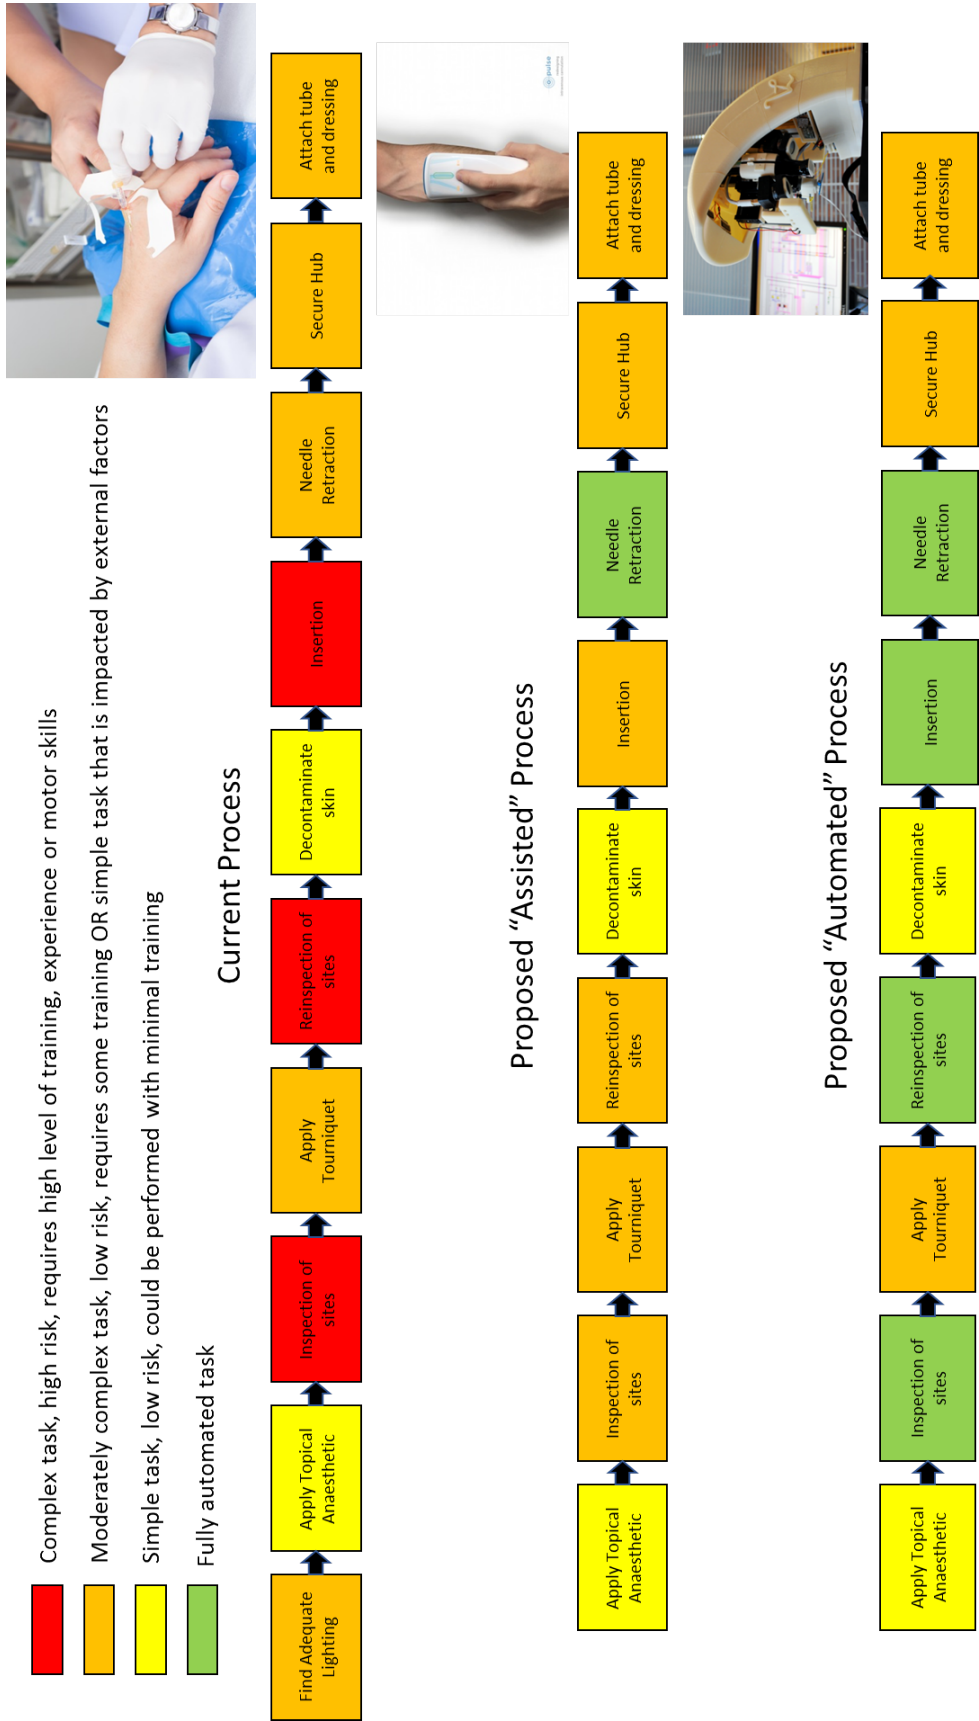 Complex task, high risk, requires high level of training, experience or motor skills
Moderately complex task, low risk, requires some training OR simple task that is impacted by external factors
Simple task, low risk, could be performed with minimal training
Fully automated task
Current Process
Find Adequate
Lighting
Apply Topical
Anaesthetic
Inspection of
sites
Apply
Tourniquet
Reinspection of
sites
Decontaminate
skin
Insertion
Needle
Retraction
Secure Hub
Attach tube
and dressing
pulse
Proposed “Assisted” Process
Apply Topical
Anaesthetic
Inspection of
sites
Apply
Tourniquet
Reinspection of
sites
Decontaminate
skin
Insertion
Needle
Retraction
Secure Hub
Attach tube
and dressing
Proposed “Automated” Process
Apply Topical
Anaesthetic
Inspection of
sites
Apply
Tourniquet
Reinspection of
sites
Decontaminate
skin
Insertion
Needle
Retraction
Secure Hub
Attach tube
and dressing